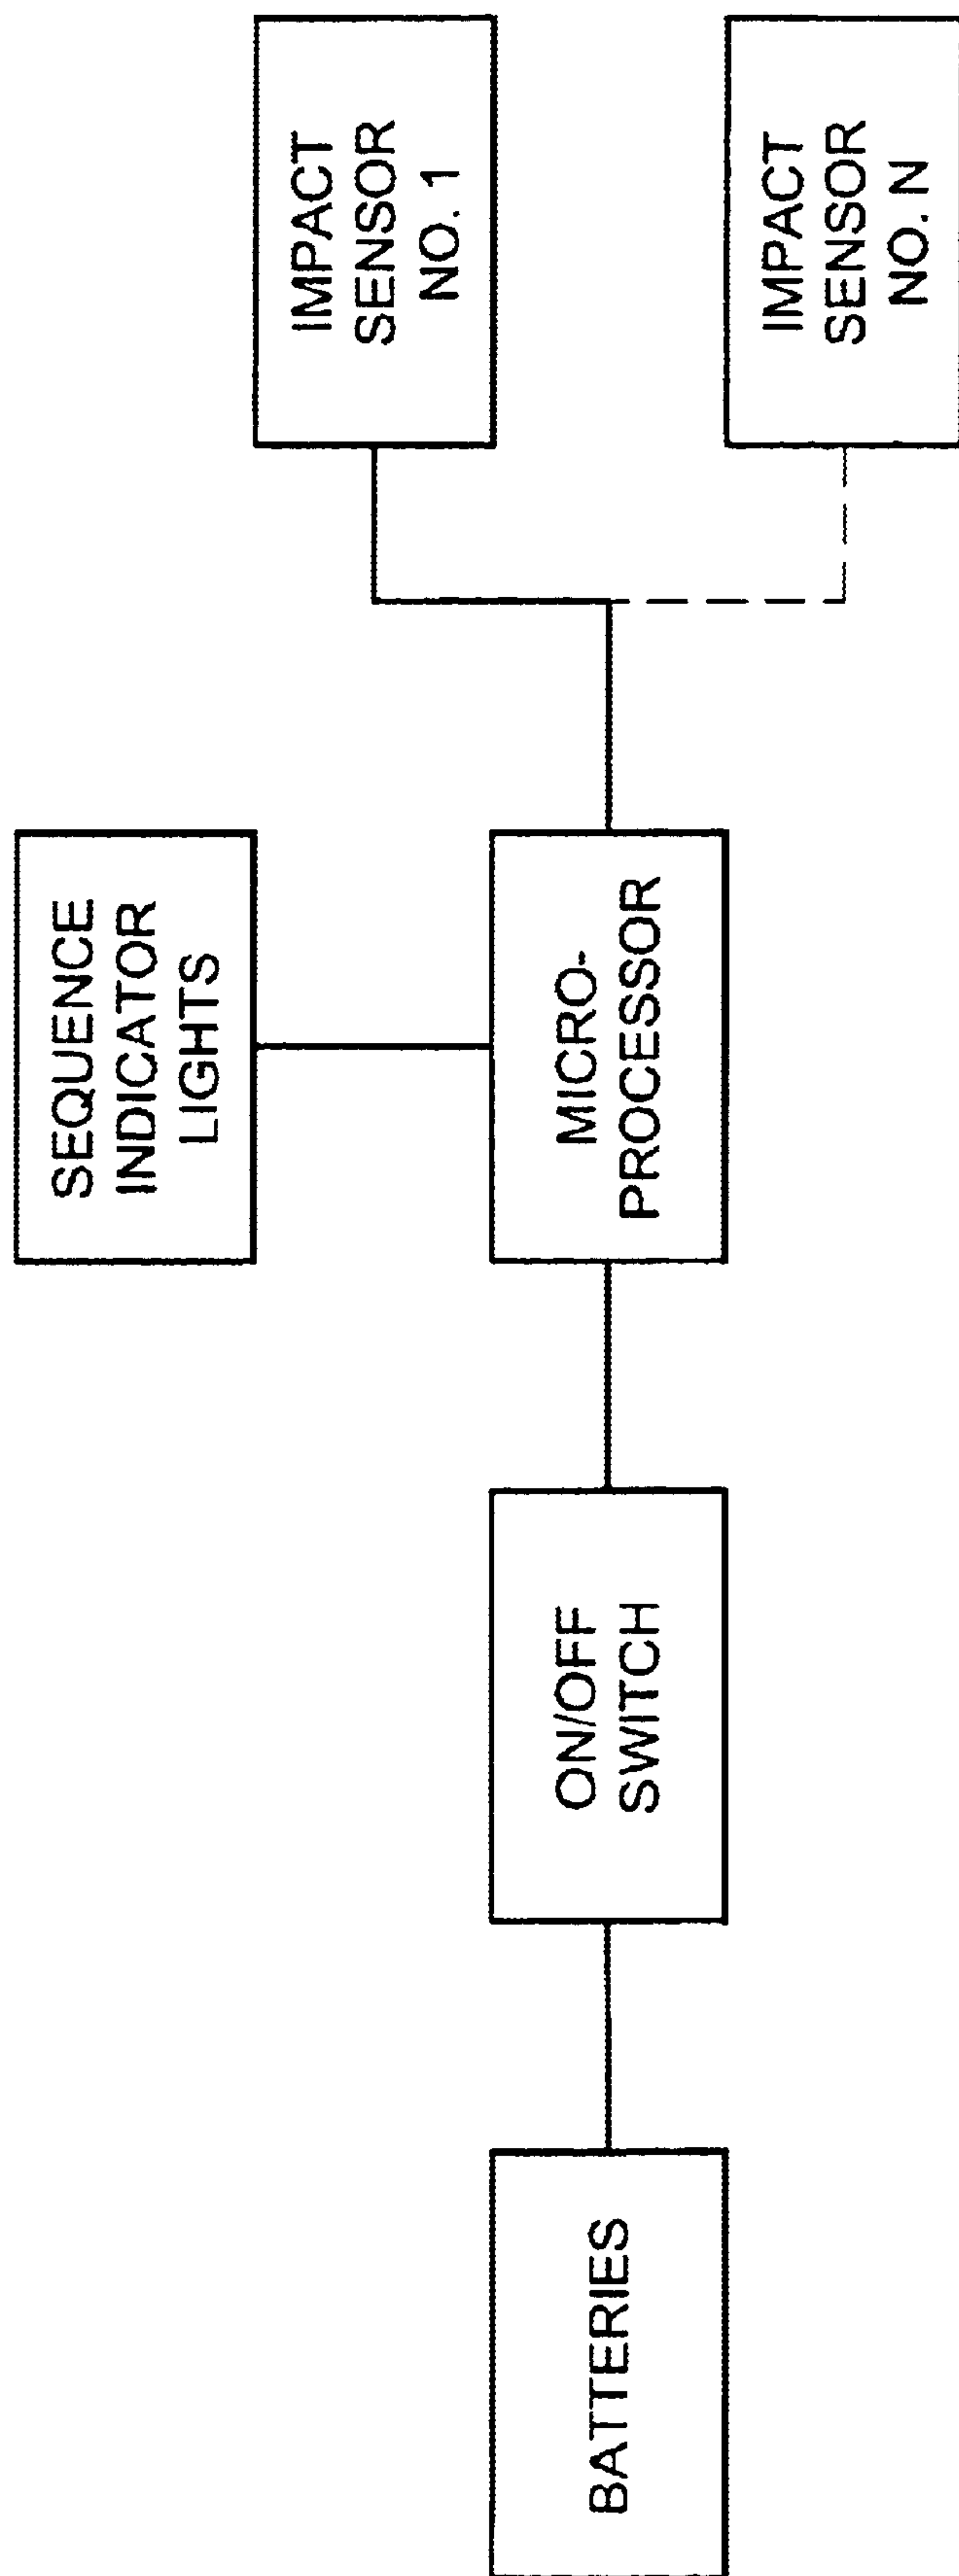 SEQUENCE
INDICATOR
LIGHTS
IMPACT
SENSOR
NO. 1
BATTERIES
ON/OFF
SWITCH
MICRO-
PROCESSOR
IMPACT
SENSOR
NO. N